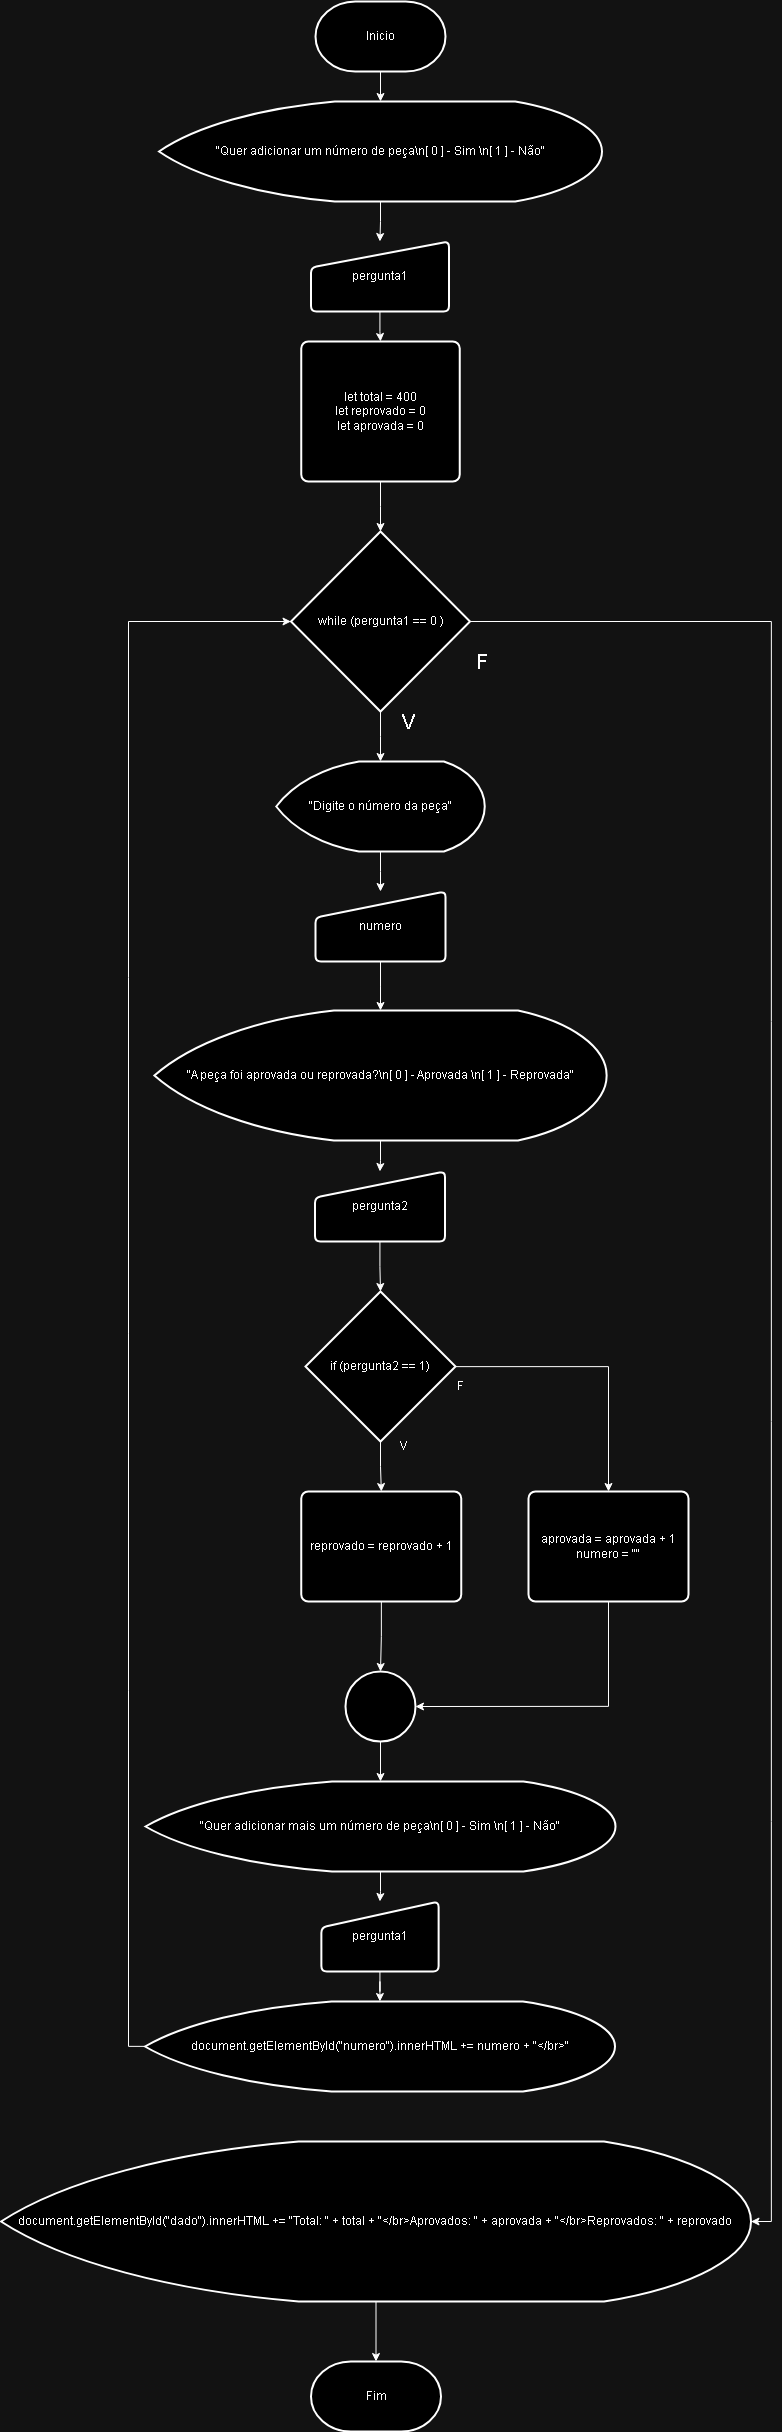 Inicio
"Quer adicionar um número de peça\n[ 0 ] - Sim \n[ 1 ] - Não"
pergunta1
let total = 400
let reprovado = 0
let aprovada = 0
while (pergunta1 == 0 )
F
V
"Digite o número da peça"
numero
"A peça foi aprovada ou reprovada?\n[ 0 ] - Aprovada \n[ 1 ] - Reprovada"
pergunta2
if (pergunta2 == 1)
F
V
reprovado = reprovado + 1
aprovada = aprovada + 1
numero = ""
"Quer adicionar mais um número de peça\n[ 0 ] - Sim \n[ 1 ] - Não"
pergunta1
document.getElementById("numero").innerHTML += numero + "</br>"
document.getElementById("dado").innerHTML += "Total: " + total + "</br>Aprovados: " + aprovada + "</br>Reprovados: " + reprovado
Fim